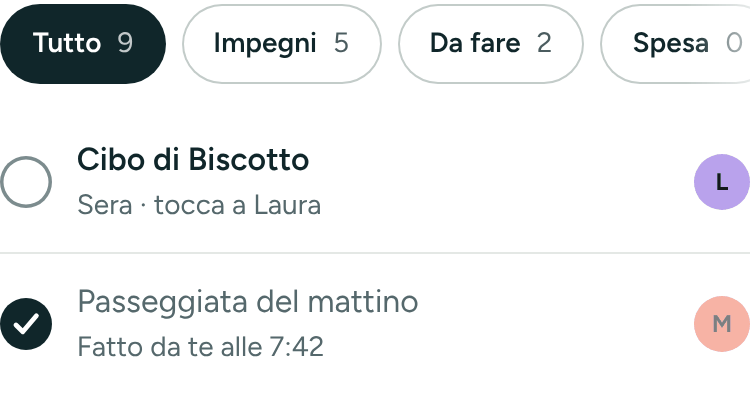 Tutto 9 Impegni 5 Da fare 2 Spesa 0
Cibo di Biscotto
Sera · tocca a Laura
L
Passeggiata del mattino
Fatto da te alle 7:42
M